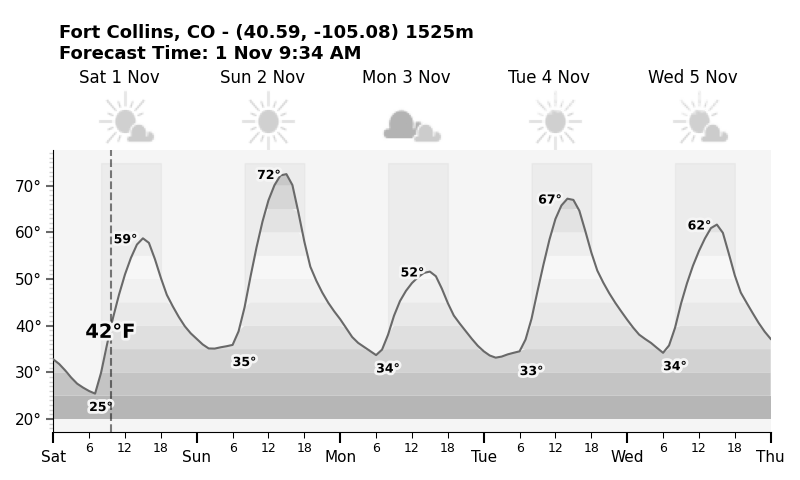 Fort Collins, CO - (40.59, -105.08) 1525m
Forecast Time: 1 Nov 9:34 AM
Sat 1 Nov Sun 2 Nov Mon 3 Nov Tue 4 Nov Wed 5 Nov
70°
60°
50°
40°
30°
20°
72°
67°
62°
59°
52°
42°F
35°
34°
33°
34°
25°
6 12 18 6 12 18 6 12 18 6 12 18 6 12 18
Sat Sun Mon Tue Wed Thu